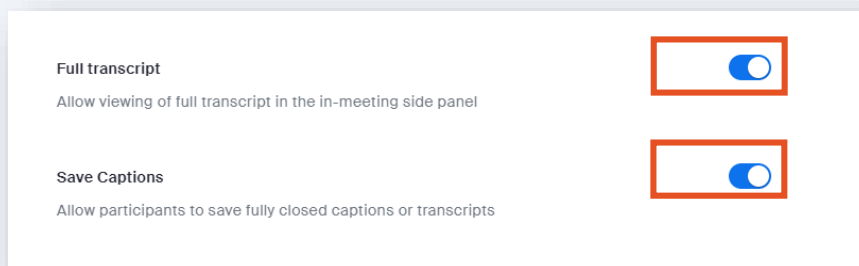 Full transcript
Allow viewing of full transcript in the in-meeting side panel
Save Captions
Allow participants to save fully closed captions or transcripts